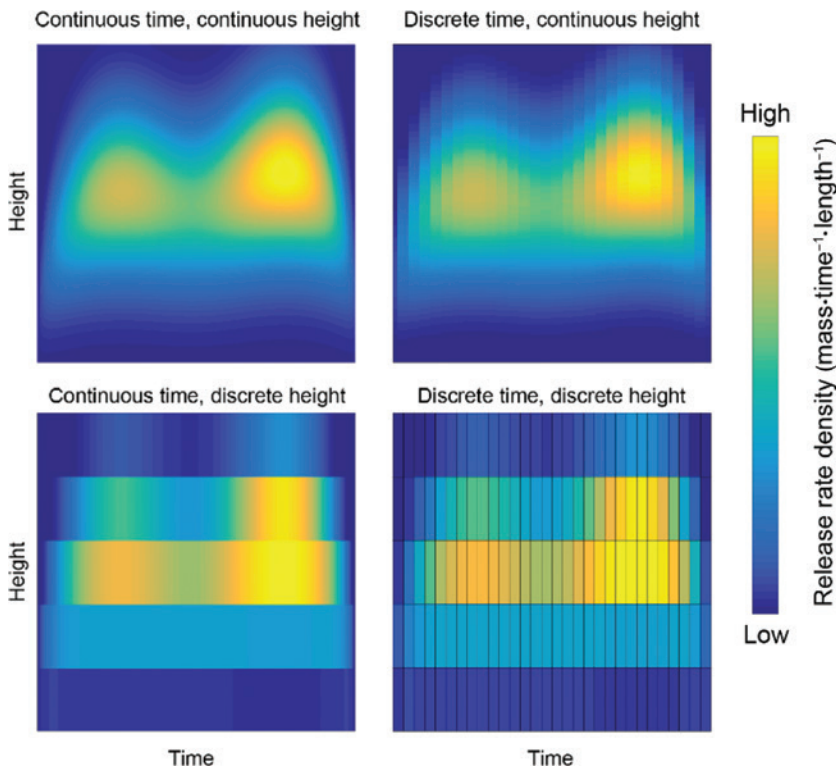 Continuous time, continuous height
Discrete time, continuous height
Height
High
Release rate density (mass·time⁻¹·length⁻¹)
Low
Continuous time, discrete height
Discrete time, discrete height
Height
Time
Time